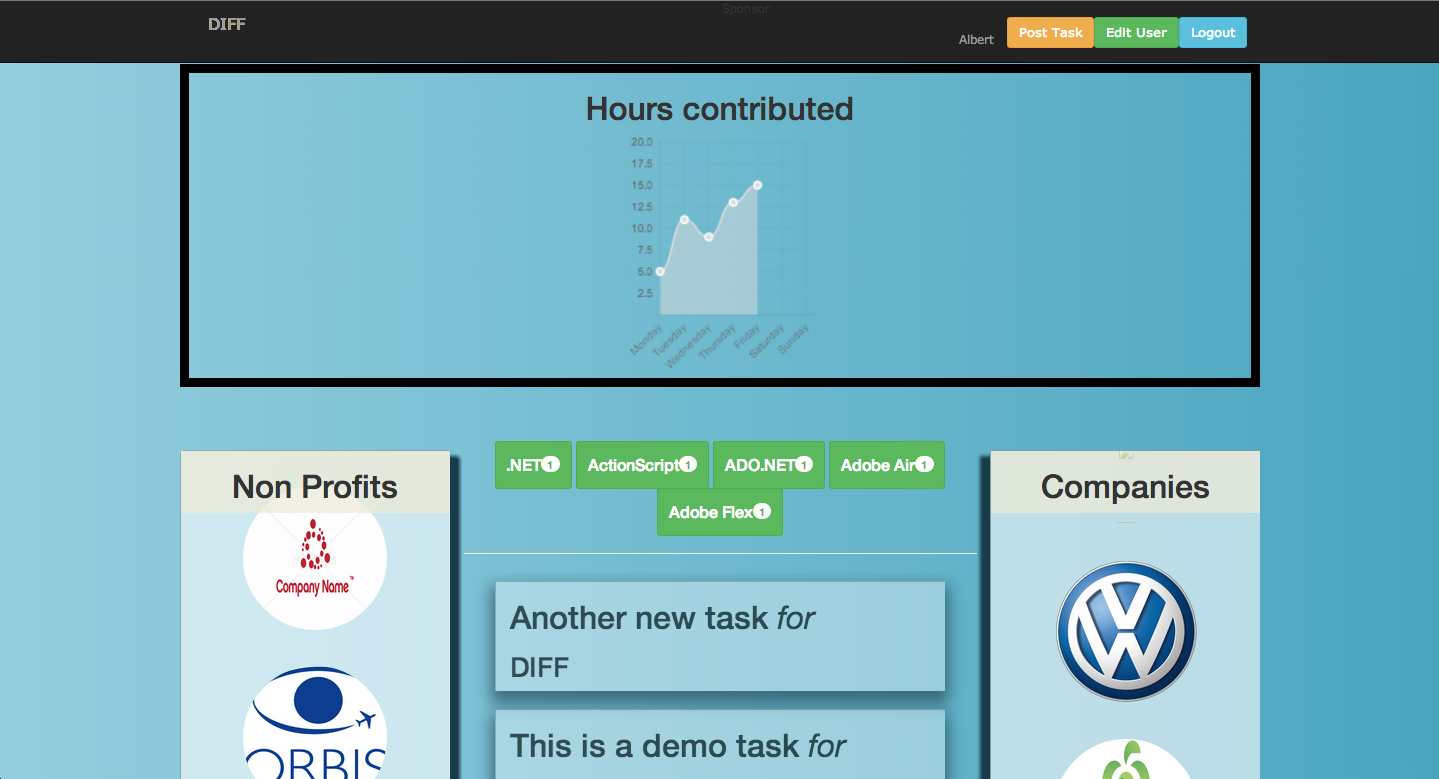 Sponsor
DIFF
Albert
Post Task
Edit User
Logout
Hours contributed
20.0
17.5
15.0
12.5
10.0
7.5
5.0
2.5
Monday
Tuesday
Wednesday
Thursday
Friday
Saturday
Sunday
Non Profits
Company Name™
ORBIS
.NET 1
ActionScript 1
ADO.NET 1
Adobe Air 1
Adobe Flex 1
Another new task for
DIFF
This is a demo task for
Companies
VW